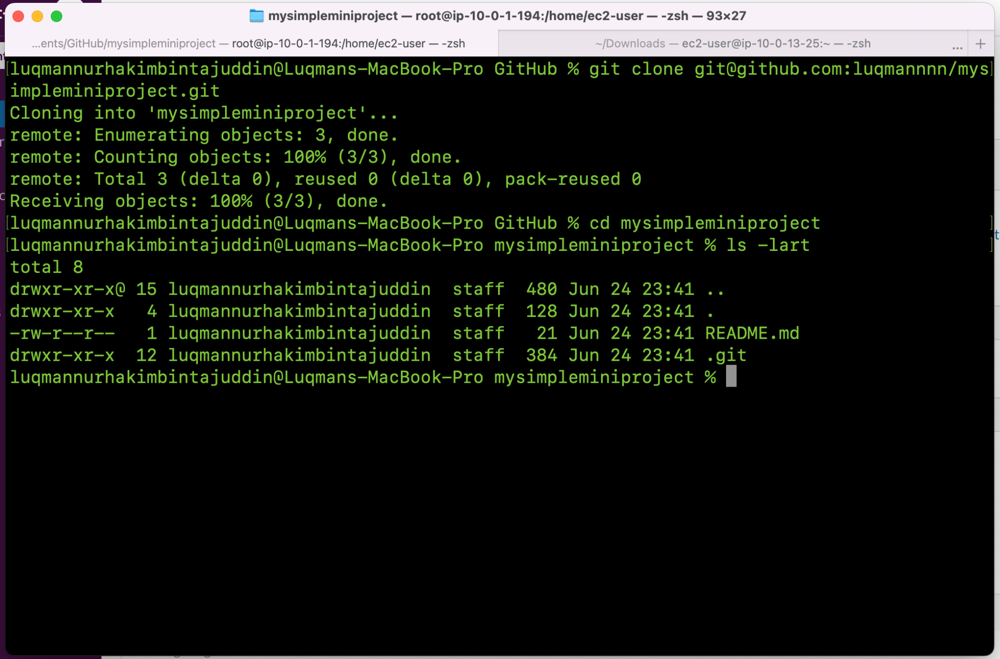 mysimpleminiproject — root@ip-10-0-1-194:/home/ec2-user — -zsh — 93×27
...ents/GitHub/mysimpleminiproject — root@ip-10-0-1-194:/home/ec2-user — -zsh
~/Downloads — ec2-user@ip-10-0-13-25:~ — -zsh ... +
[luqmannurhakimbintajuddin@Luqmans-MacBook-Pro GitHub % git clone git@github.com:luqmannnn/mys]
impleminiproject.git
Cloning into 'mysimpleminiproject'...
remote: Enumerating objects: 3, done.
remote: Counting objects: 100% (3/3), done.
remote: Total 3 (delta 0), reused 0 (delta 0), pack-reused 0
Receiving objects: 100% (3/3), done.
[luqmannurhakimbintajuddin@Luqmans-MacBook-Pro GitHub % cd mysimpleminiproject ]
[luqmannurhakimbintajuddin@Luqmans-MacBook-Pro mysimpleminiproject % ls -lart ]
total 8
drwxr-xr-x@ 15 luqmannurhakimbintajuddin  staff  480 Jun 24 23:41 ..
drwxr-xr-x   4 luqmannurhakimbintajuddin  staff  128 Jun 24 23:41 .
-rw-r--r--   1 luqmannurhakimbintajuddin  staff   21 Jun 24 23:41 README.md
drwxr-xr-x  12 luqmannurhakimbintajuddin  staff  384 Jun 24 23:41 .git
luqmannurhakimbintajuddin@Luqmans-MacBook-Pro mysimpleminiproject %